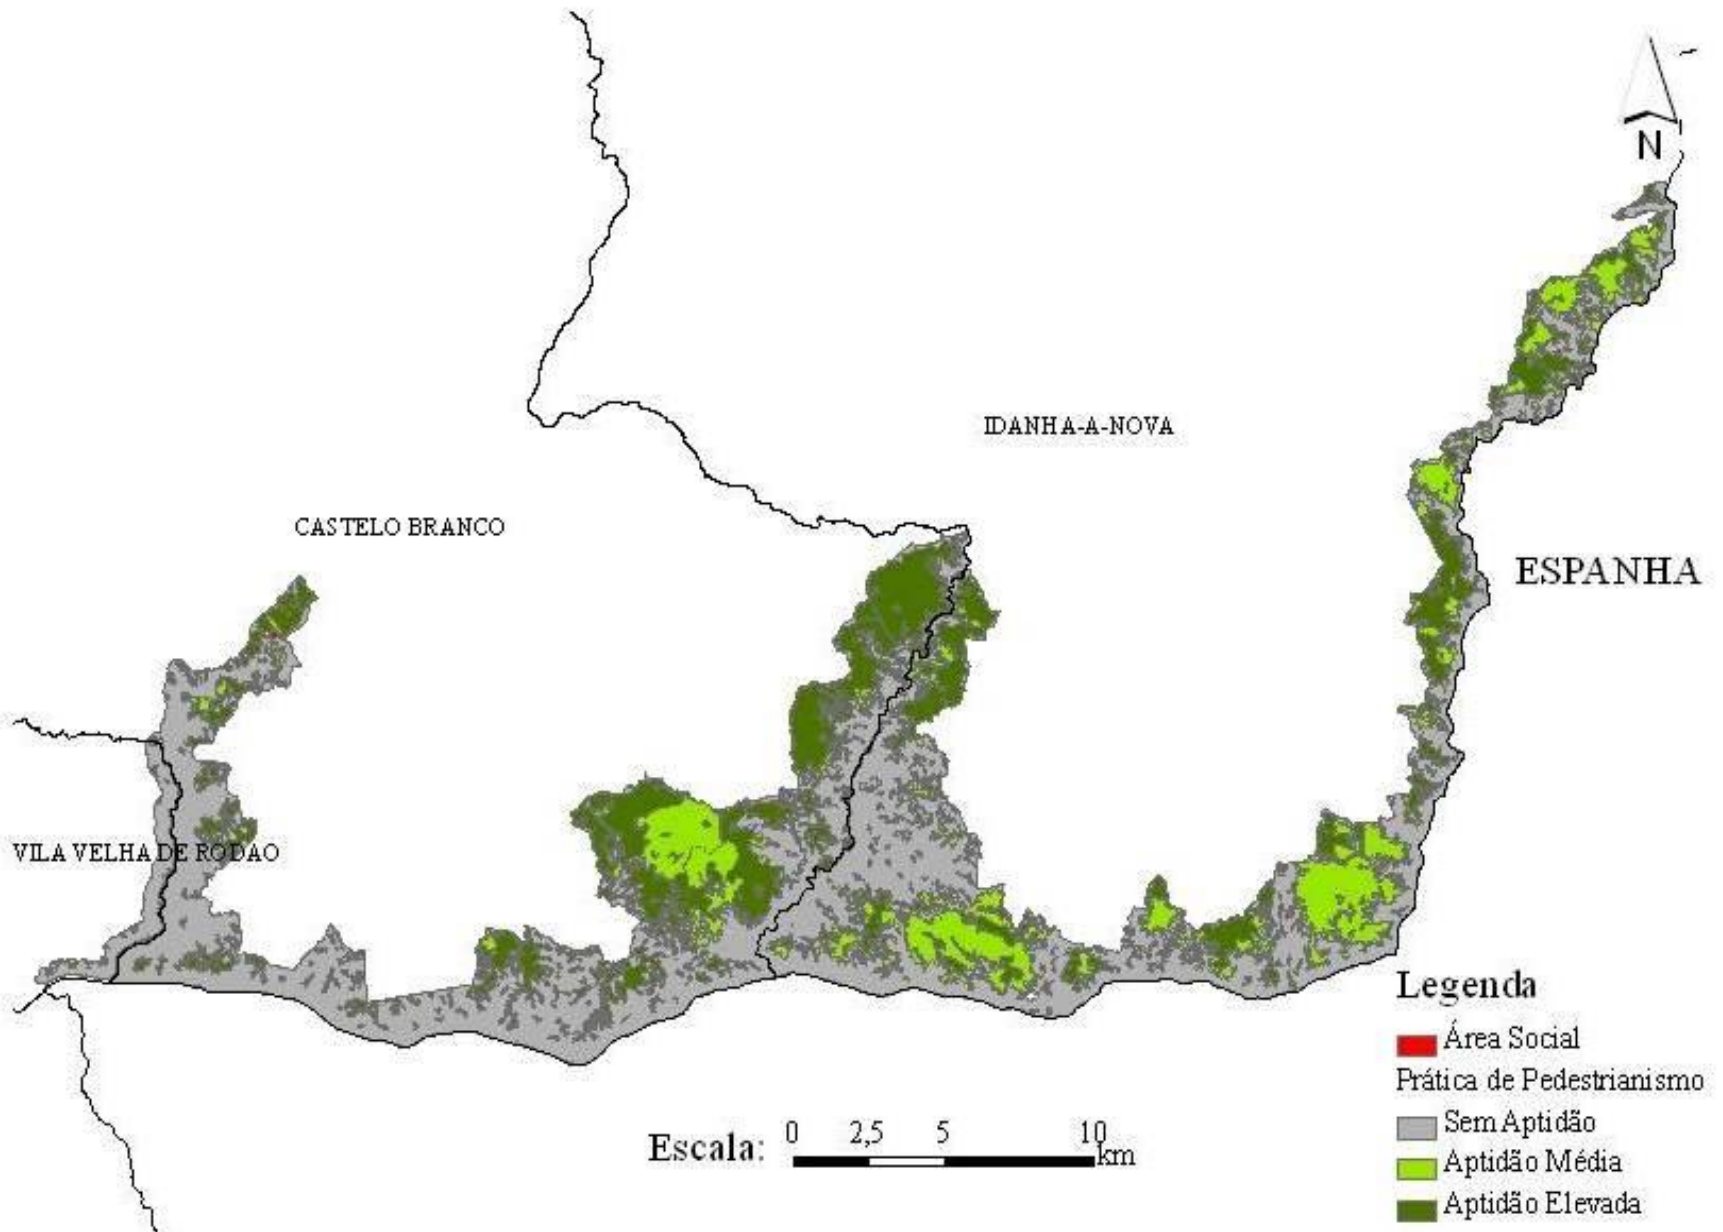 N
IDANHA-A-NOVA
CASTELO BRANCO
ESPANHA
VILA VELHA DE RODAO
Legenda
Área Social
Prática de Pedestrianismo
Sem Aptidão
Aptidão Média
Aptidão Elevada
Escala: 0 2,5 5 10 km